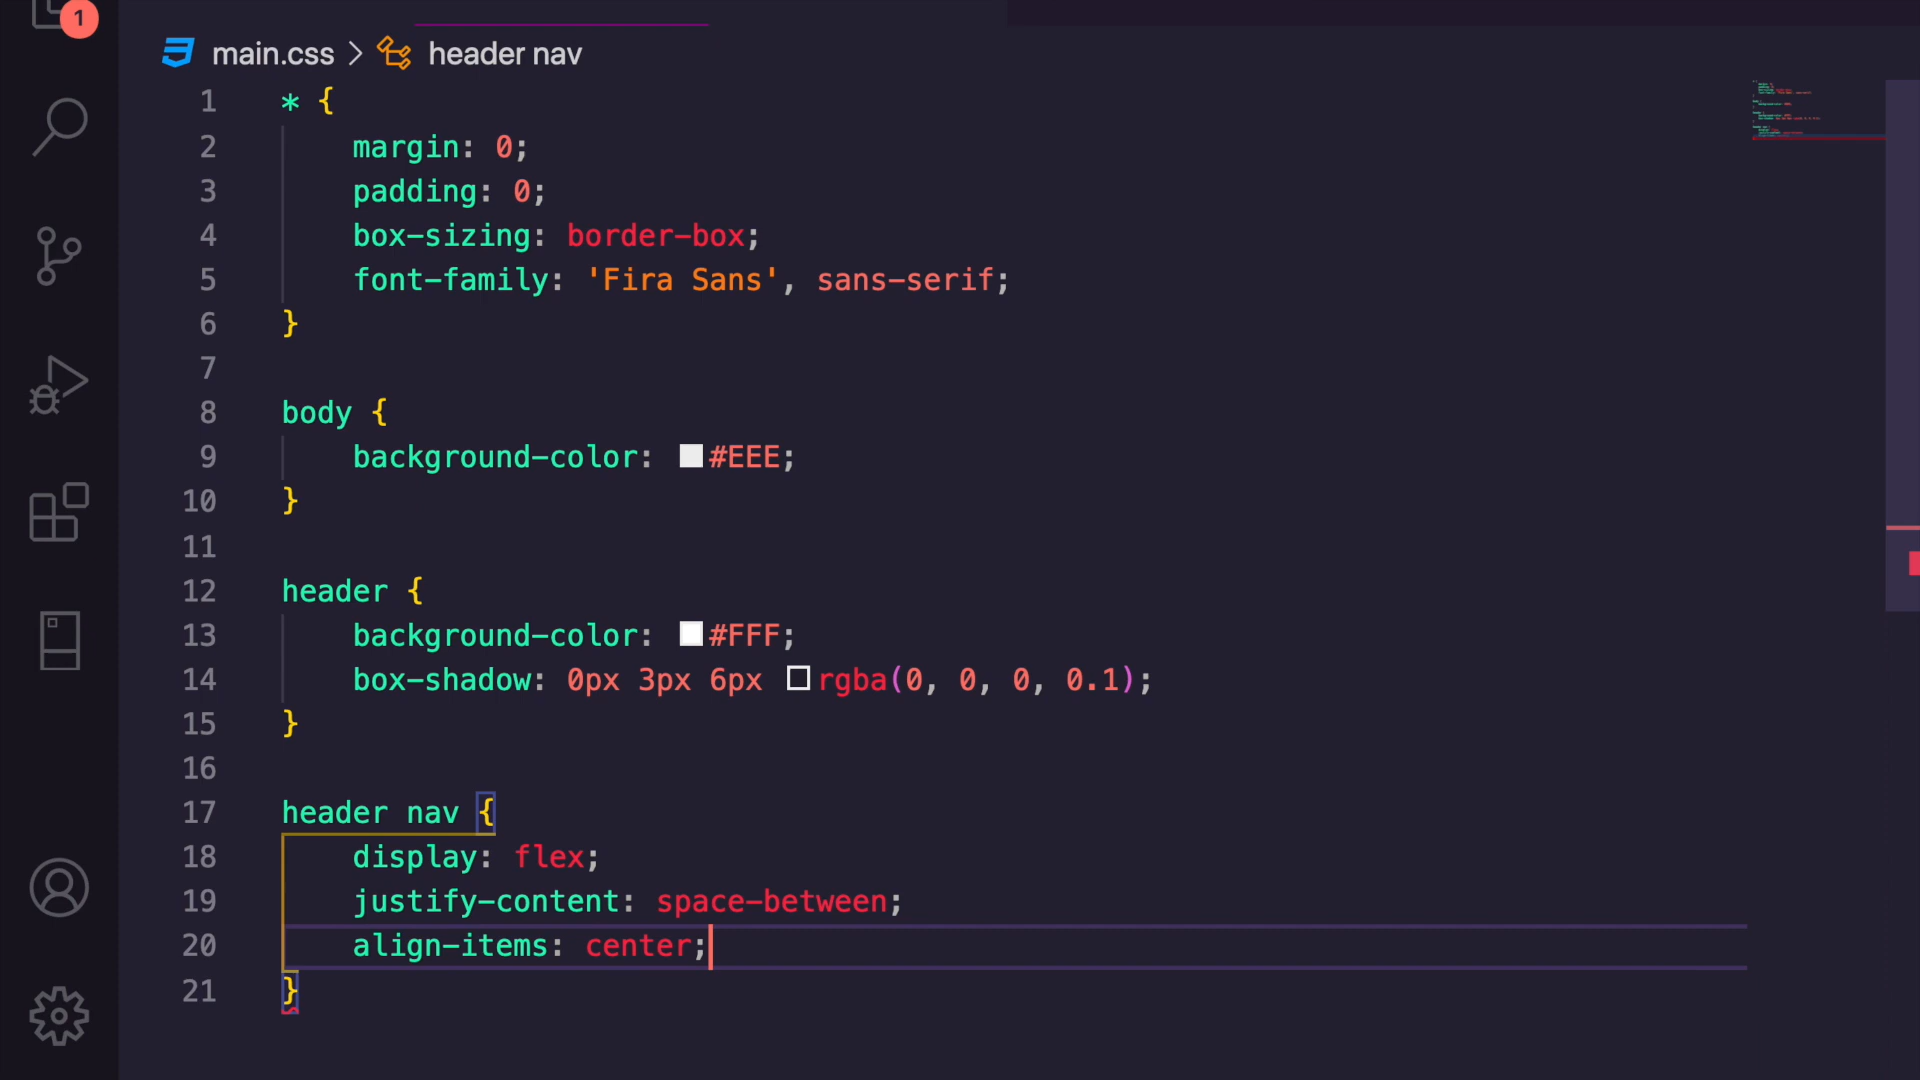 1
main.css > header nav
1 * {
2 margin: 0;
3 padding: 0;
4 box-sizing: border-box;
5 font-family: 'Fira Sans', sans-serif;
6 }
7
8 body {
9 background-color: #EEE;
10 }
11
12 header {
13 background-color: #FFF;
14 box-shadow: 0px 3px 6px rgba(0, 0, 0, 0.1);
15 }
16
17 header nav {
18 display: flex;
19 justify-content: space-between;
20 align-items: center;
21 }